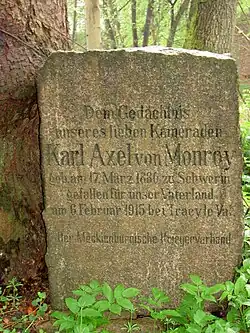 Dem Gedächtnis
unseres lieben Kameraden
Karl Axel von Monroy
geb. am 17. März 1880 zu Schwerin
gefallen für unser Vaterland
am 6. Februar 1915 bei Tracy le Val
Der Mecklenburgische Kriegerverband